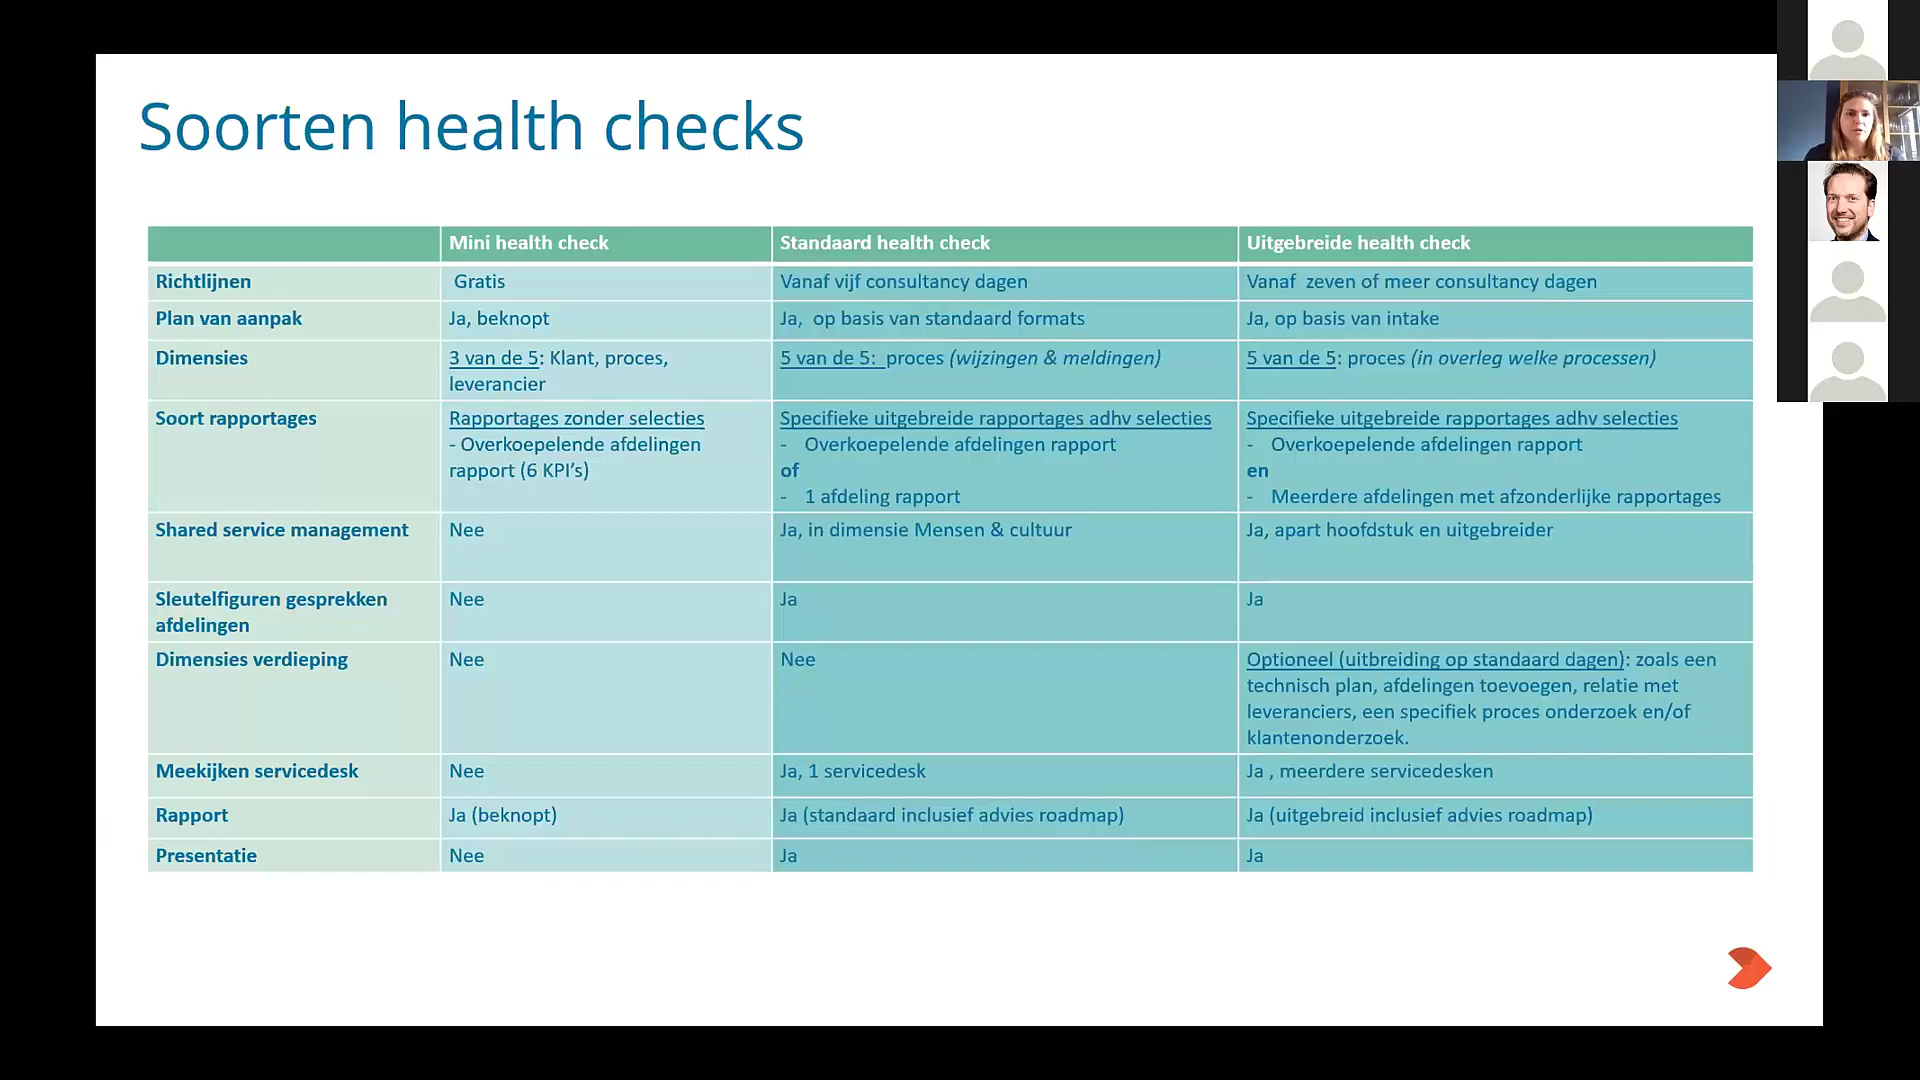 Soorten health checks
Mini health check
Standaard health check
Uitgebreide health check
Richtlijnen
Gratis
Vanaf vijf consultancy dagen
Vanaf  zeven of meer consultancy dagen
Plan van aanpak
Ja, beknopt
Ja,  op basis van standaard formats
Ja, op basis van intake
Dimensies
3 van de 5: Klant, proces,
leverancier
5 van de 5:  proces (wijzingen & meldingen)
5 van de 5: proces (in overleg welke processen)
Soort rapportages
Rapportages zonder selecties
- Overkoepelende afdelingen
rapport (6 KPI's)
Specifieke uitgebreide rapportages adhv selecties
- Overkoepelende afdelingen rapport
of
- 1 afdeling rapport
Specifieke uitgebreide rapportages adhv selecties
- Overkoepelende afdelingen rapport
en
- Meerdere afdelingen met afzonderlijke rapportages
Shared service management
Nee
Ja, in dimensie Mensen & cultuur
Ja, apart hoofdstuk en uitgebreider
Sleutelfiguren gesprekken
afdelingen
Nee
Ja
Ja
Dimensies verdieping
Nee
Nee
Optioneel (uitbreiding op standaard dagen): zoals een
technisch plan, afdelingen toevoegen, relatie met
leveranciers, een specifiek proces onderzoek en/of
klantenonderzoek.
Meekijken servicedesk
Nee
Ja, 1 servicedesk
Ja , meerdere servicedesken
Rapport
Ja (beknopt)
Ja (standaard inclusief advies roadmap)
Ja (uitgebreid inclusief advies roadmap)
Presentatie
Nee
Ja
Ja